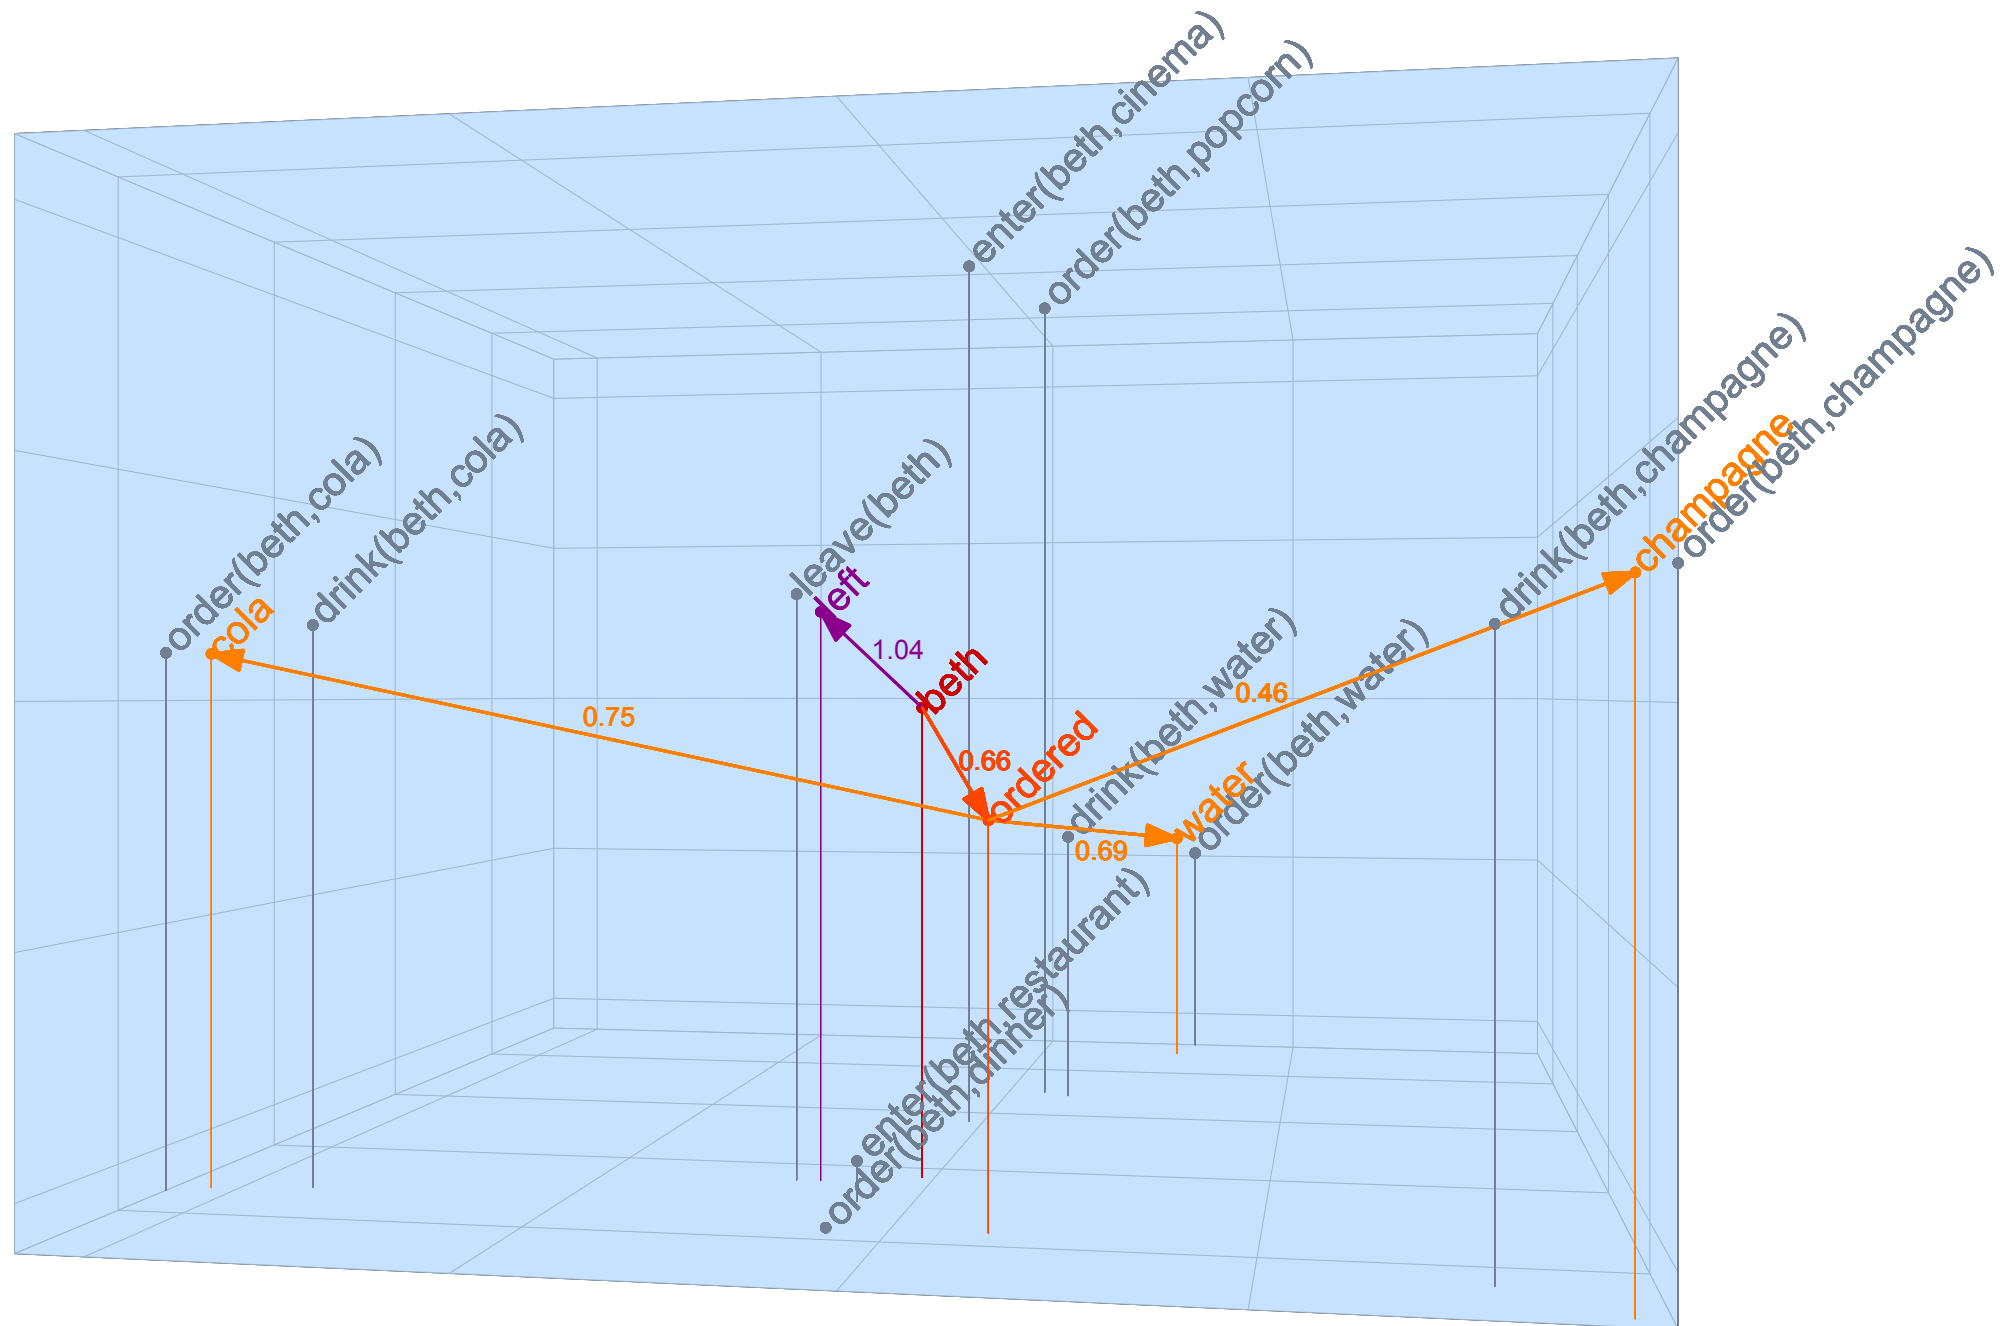 enter(beth,cinema)
order(beth,popcorn)
order(beth,champagne)
drink(beth,champagne)
champagne
order(beth,cola)
drink(beth,cola)
cola
leave(beth)
left
1.04
beth
0.75
0.66
ordered
0.46
drink(beth,water)
order(beth,water)
water
0.69
enter(beth,restaurant)
order(beth,dinner)